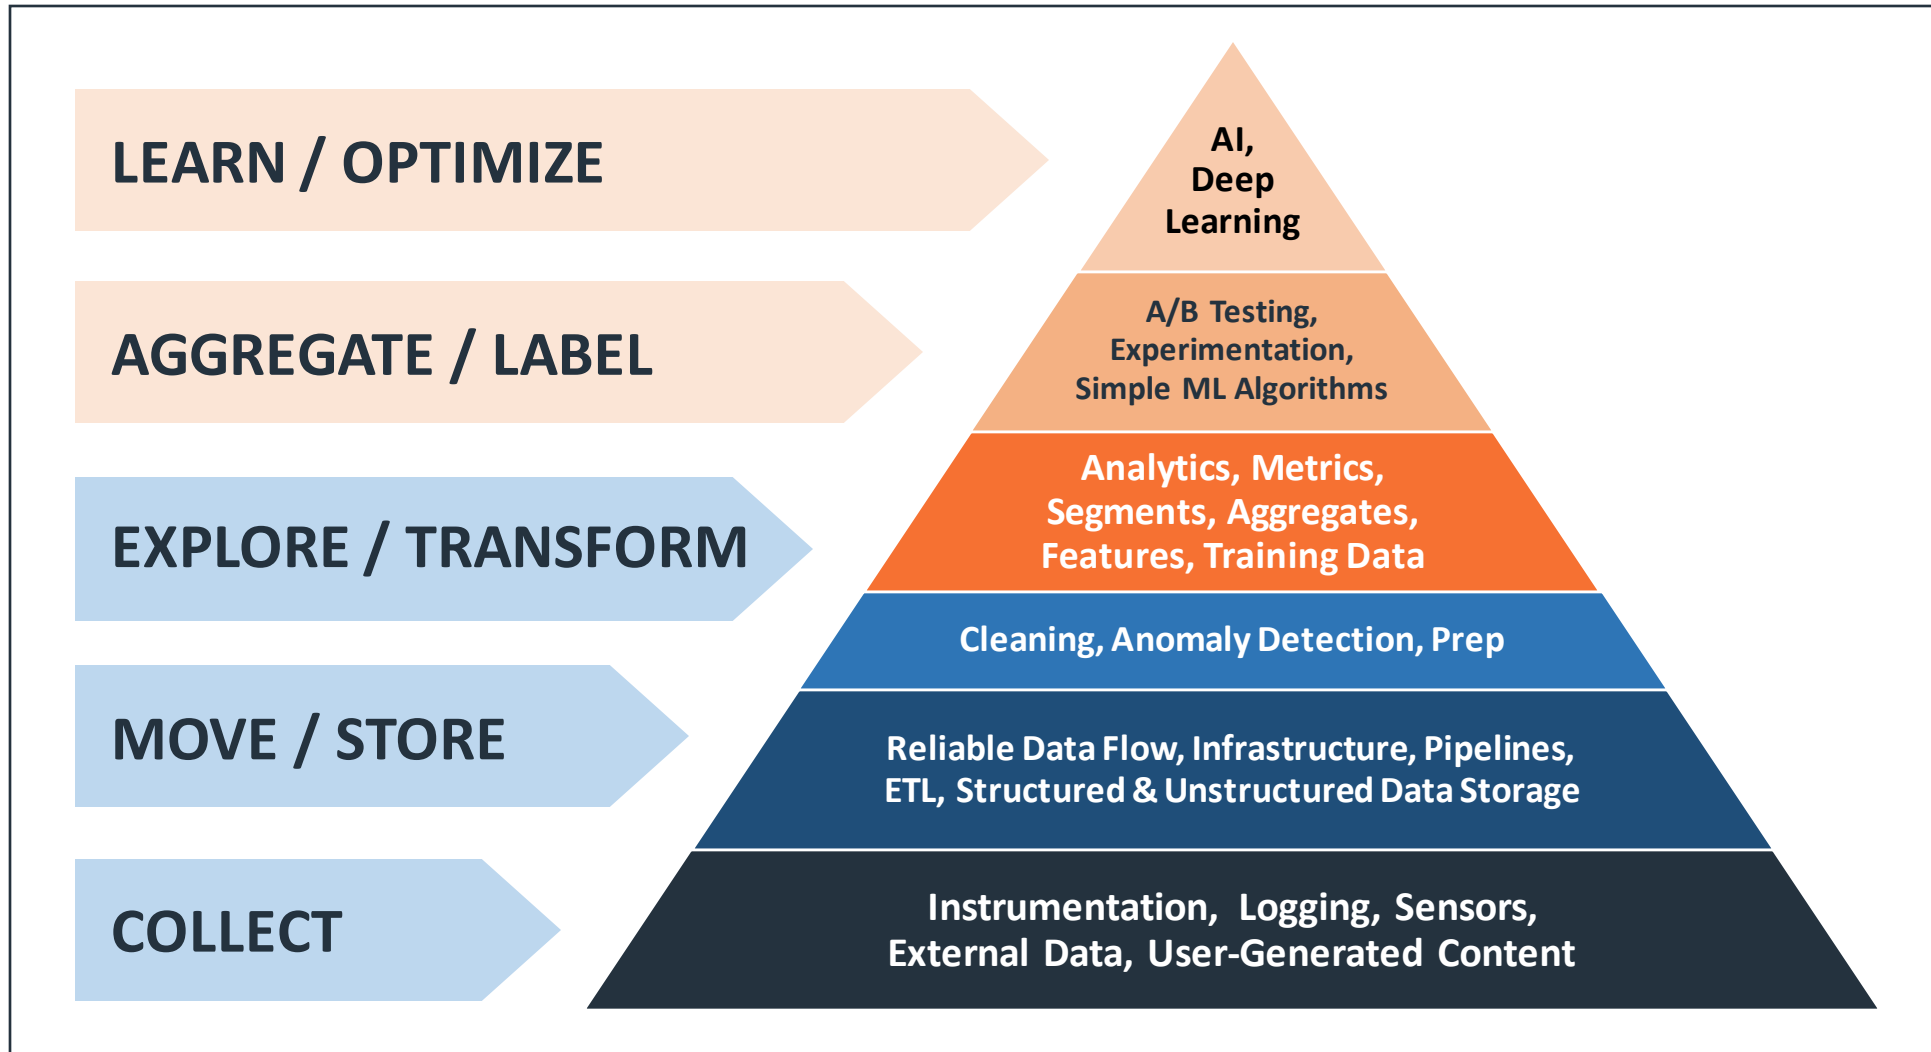 LEARN / OPTIMIZE
AI,
Deep
Learning
AGGREGATE / LABEL
A/B Testing,
Experimentation,
Simple ML Algorithms
EXPLORE / TRANSFORM
Analytics, Metrics,
Segments, Aggregates,
Features, Training Data
Cleaning, Anomaly Detection, Prep
MOVE / STORE
Reliable Data Flow, Infrastructure, Pipelines,
ETL, Structured & Unstructured Data Storage
COLLECT
Instrumentation, Logging, Sensors,
External Data, User-Generated Content